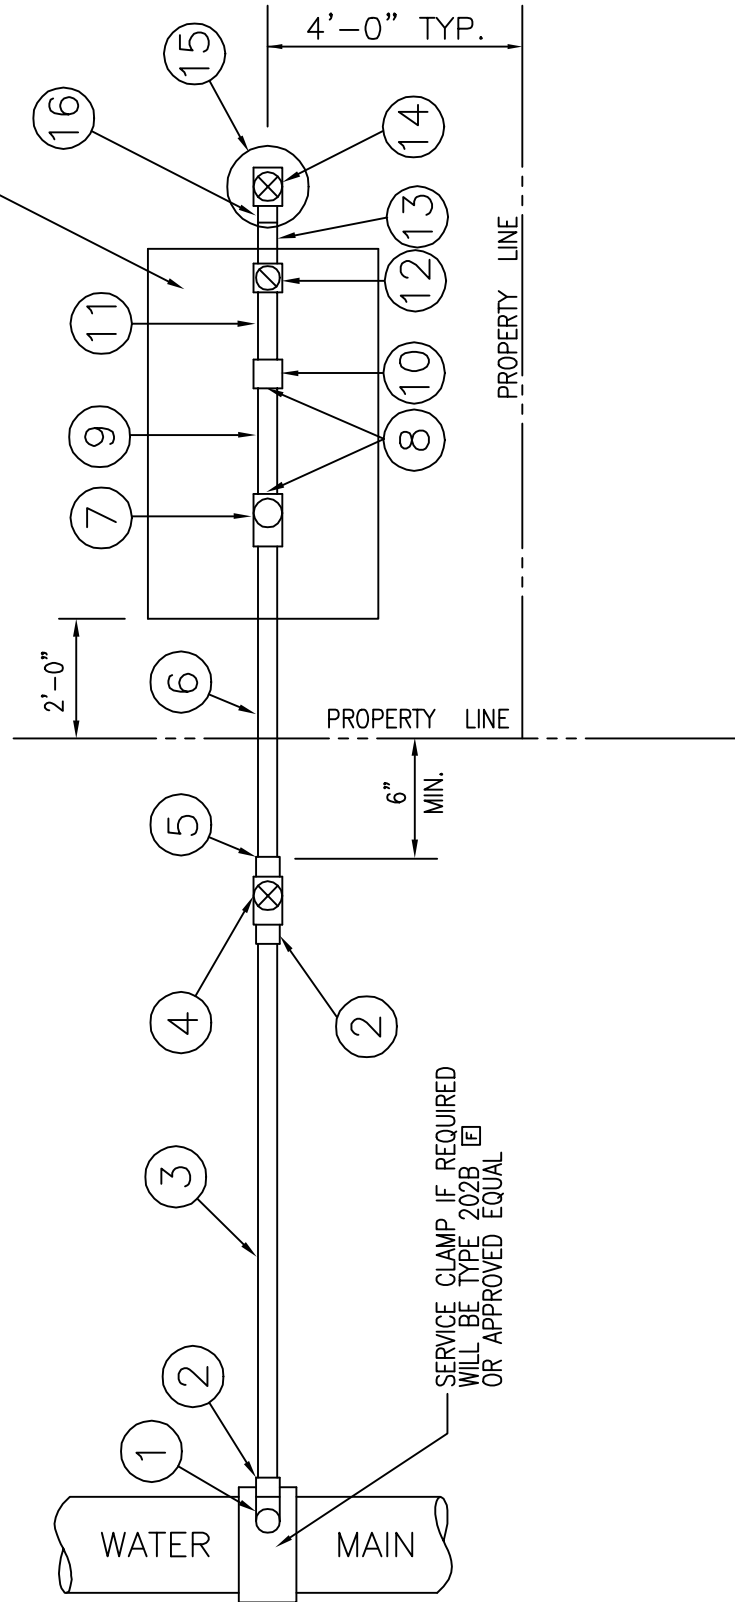 4'-0" TYP.
15
16
14
13
12
11
10
9
8
7
PROPERTY LINE
2'-0"
6
PROPERTY LINE
6"
MIN.
5
4
2
3
SERVICE CLAMP IF REQUIRED
WILL BE TYPE 202B F
OR APPROVED EQUAL
2
1
WATER MAIN